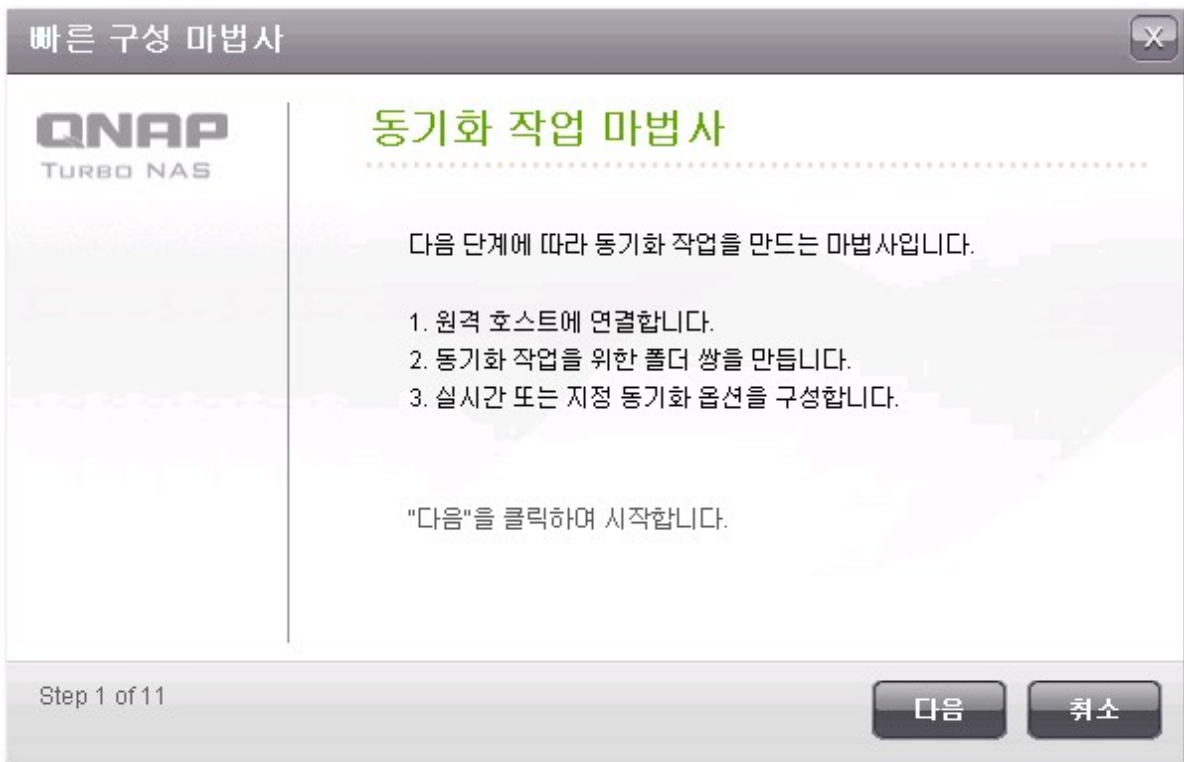 빠른 구성 마법사
X
QNAP
TURBO NAS
동기화 작업 마법사
다음 단계에 따라 동기화 작업을 만드는 마법사입니다.
1. 원격 호스트에 연결합니다.
2. 동기화 작업을 위한 폴더 쌍을 만듭니다.
3. 실시간 또는 지정 동기화 옵션을 구성합니다.
"다음"을 클릭하여 시작합니다.
Step 1 of 11
다음
취소